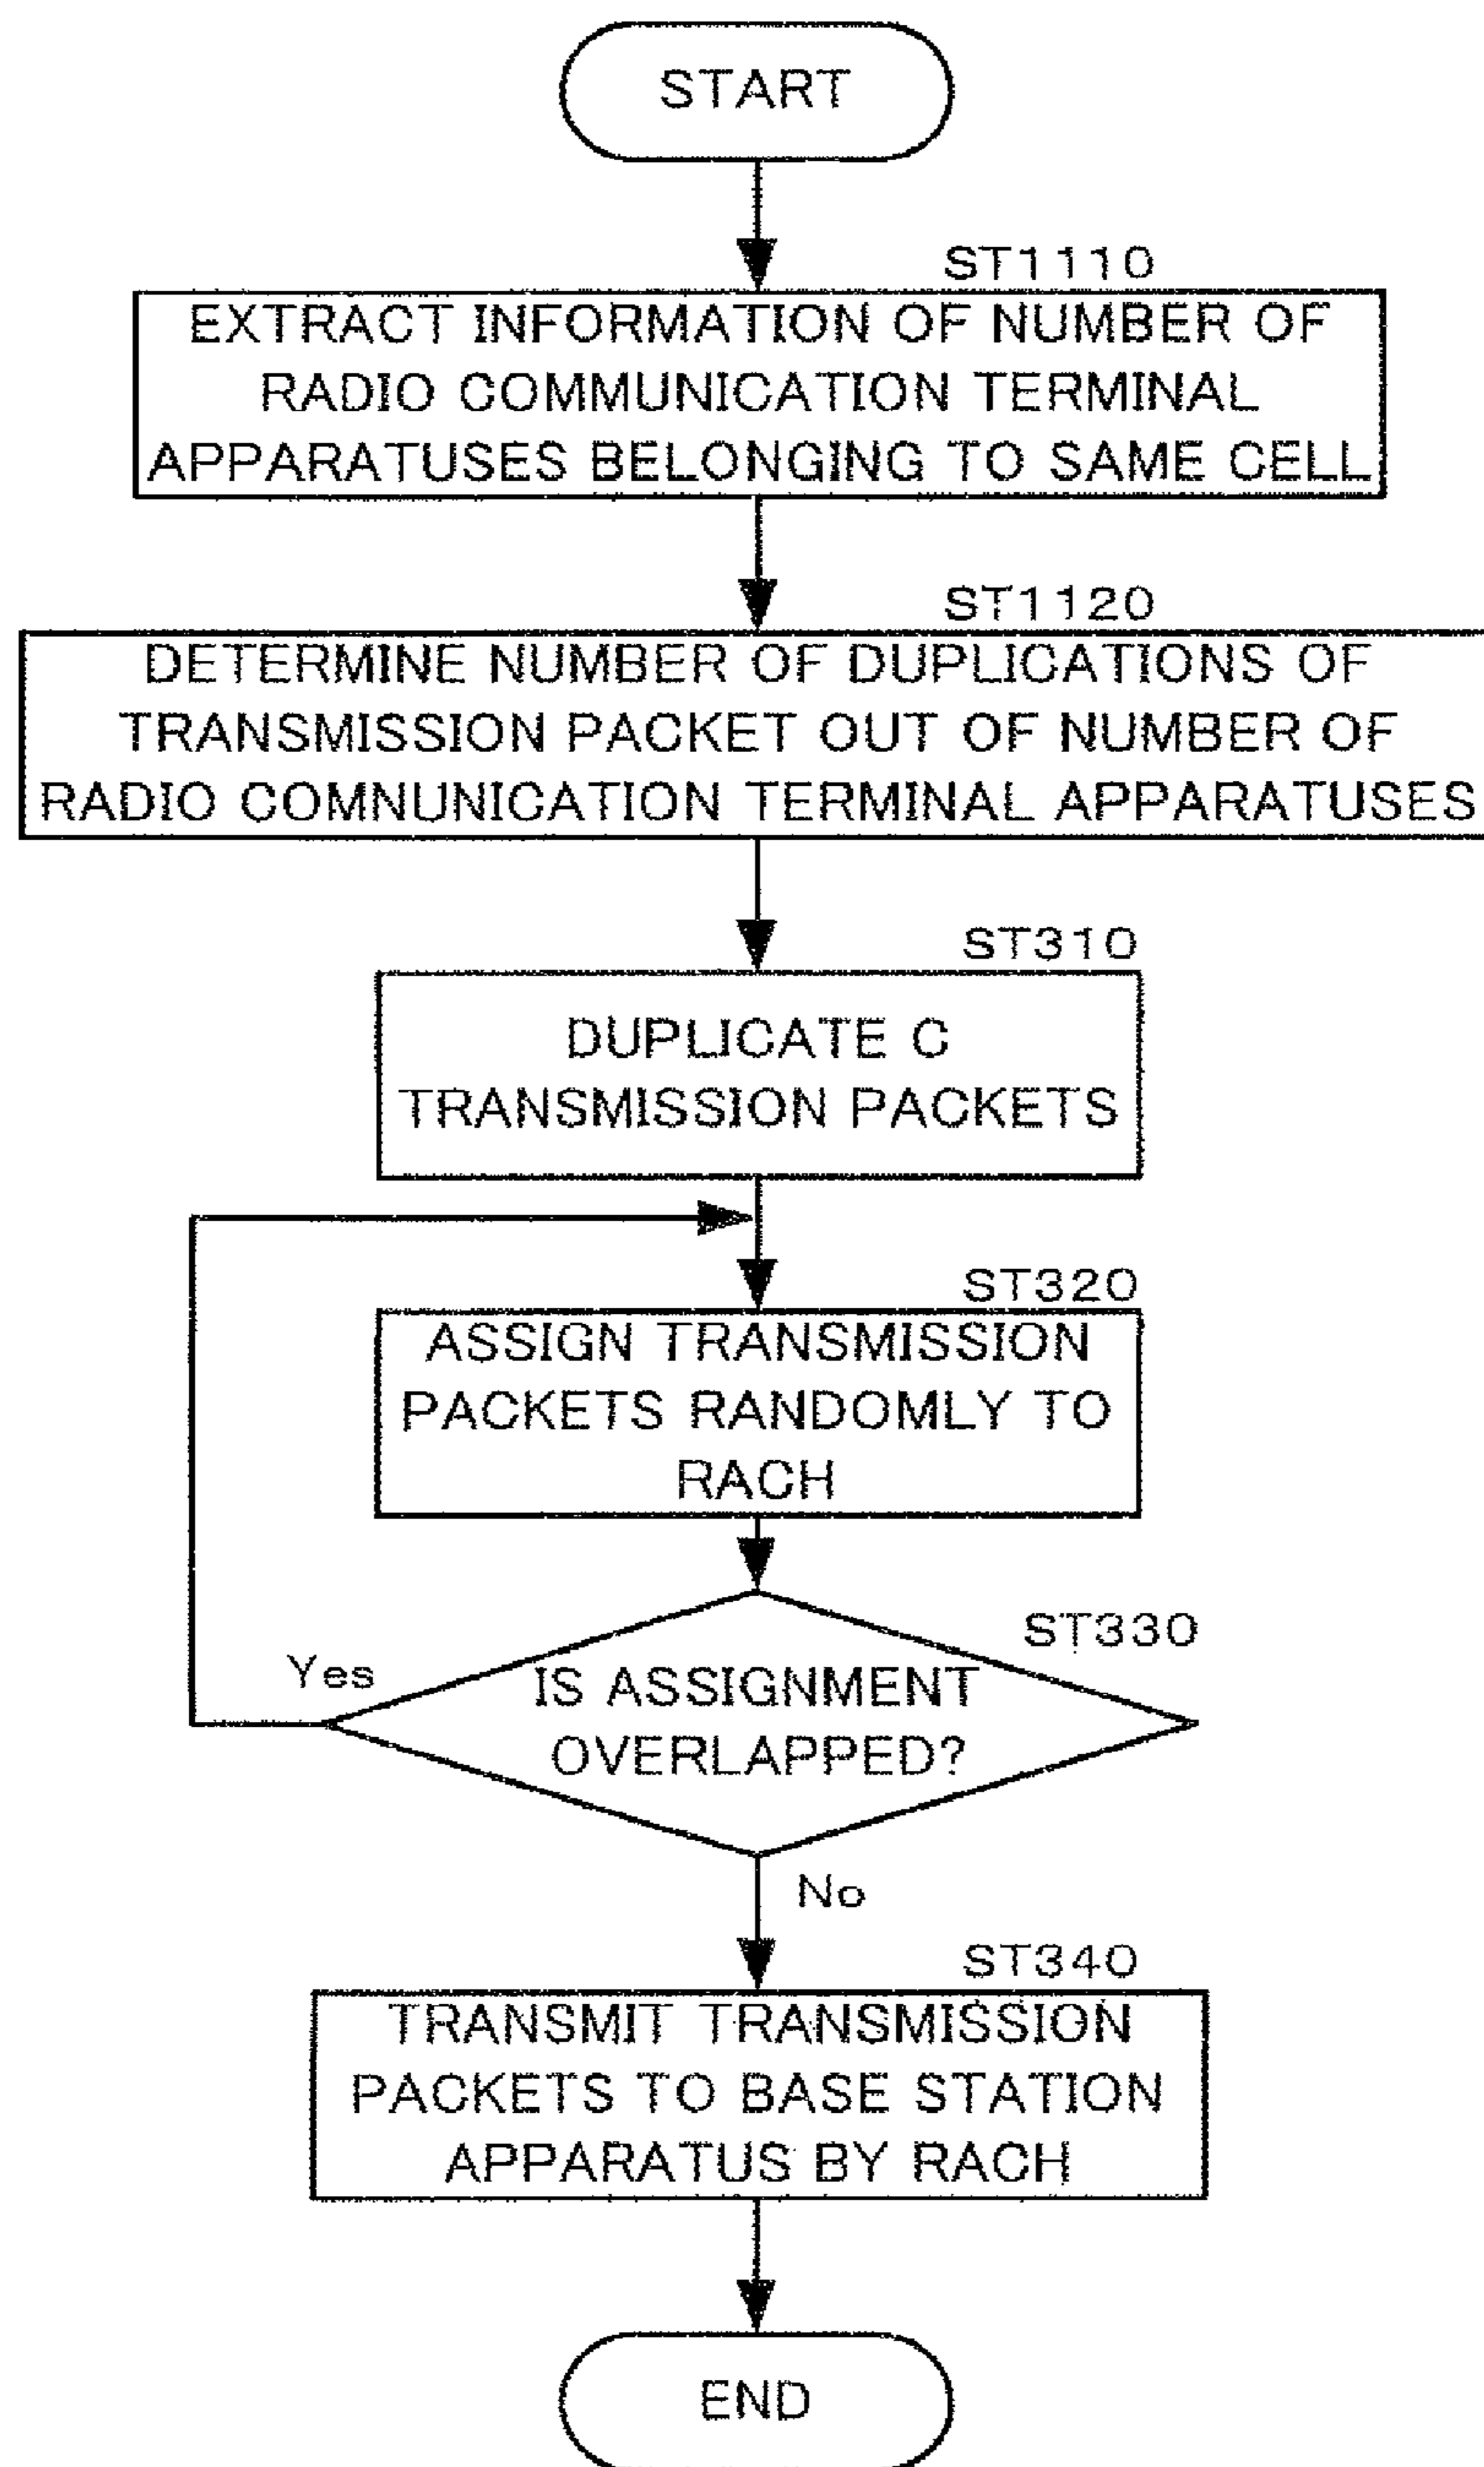 START
ST1110
EXTRACT INFORMATION OF NUMBER OF
RADIO COMMUNICATION TERMINAL
APPARATUSES BELONGING TO SAME CELL
ST1120
DETERMINE NUMBER OF DUPLICATIONS OF
TRANSMISSION PACKET OUT OF NUMBER OF
RADIO COMNUNICATION TERMINAL APPARATUSES
ST310
DUPLICATE C
TRANSMISSION PACKETS
ST320
ASSIGN TRANSMISSION
PACKETS RANDOMLY TO
RACH
ST330
Yes
IS ASSIGNMENT
OVERLAPPED?
No
ST340
TRANSMIT TRANSMISSION
PACKETS TO BASE STATION
APPARATUS BY RACH
END